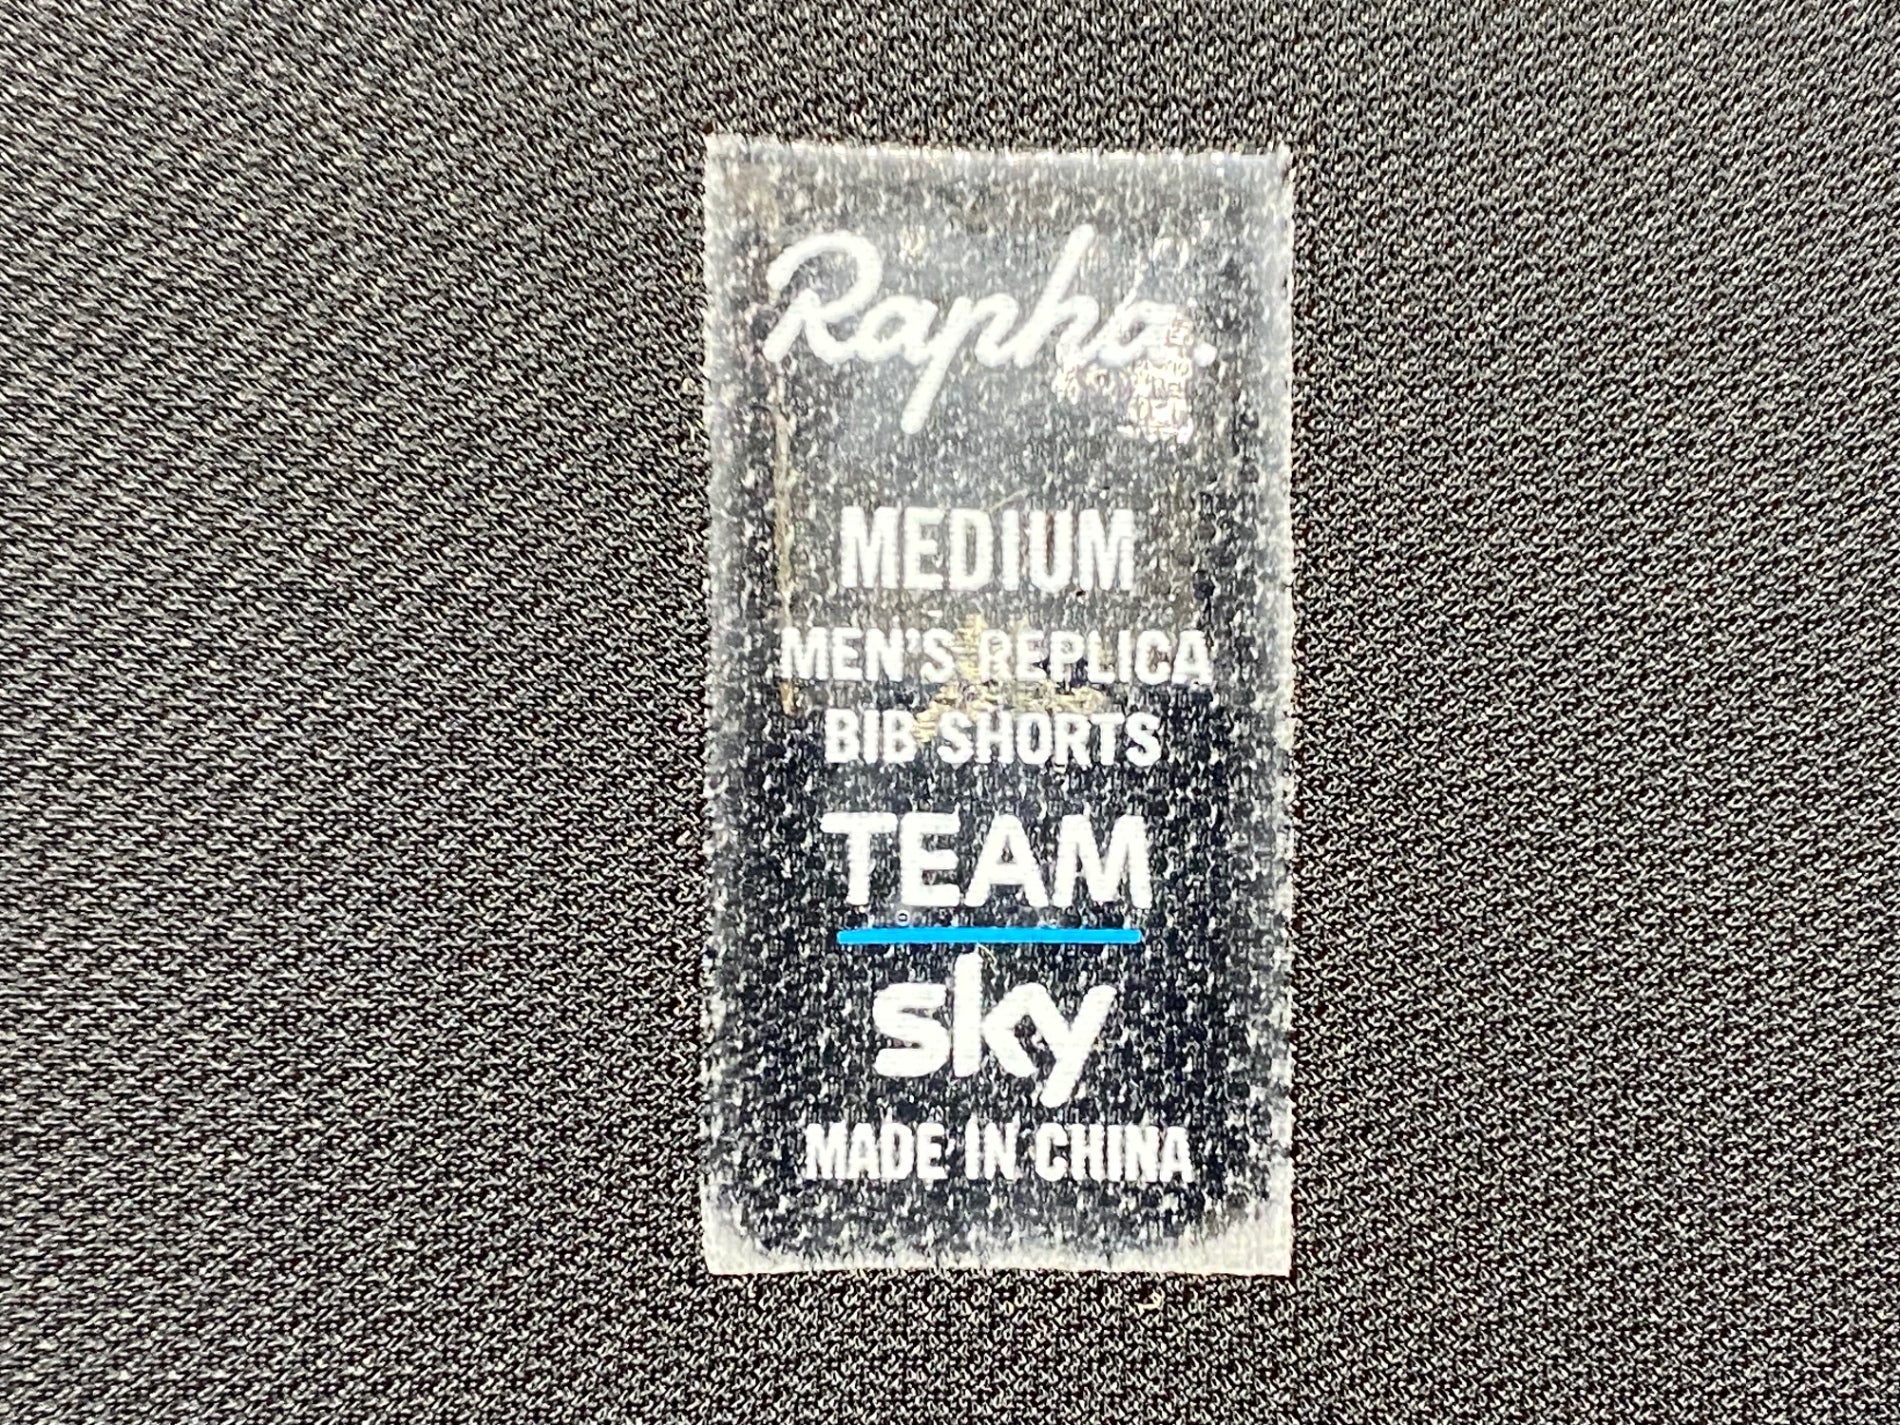 Rapha.
MEDIUM
MEN'S REPLICA
BIB SHORTS
TEAM
sky
MADE IN CHINA